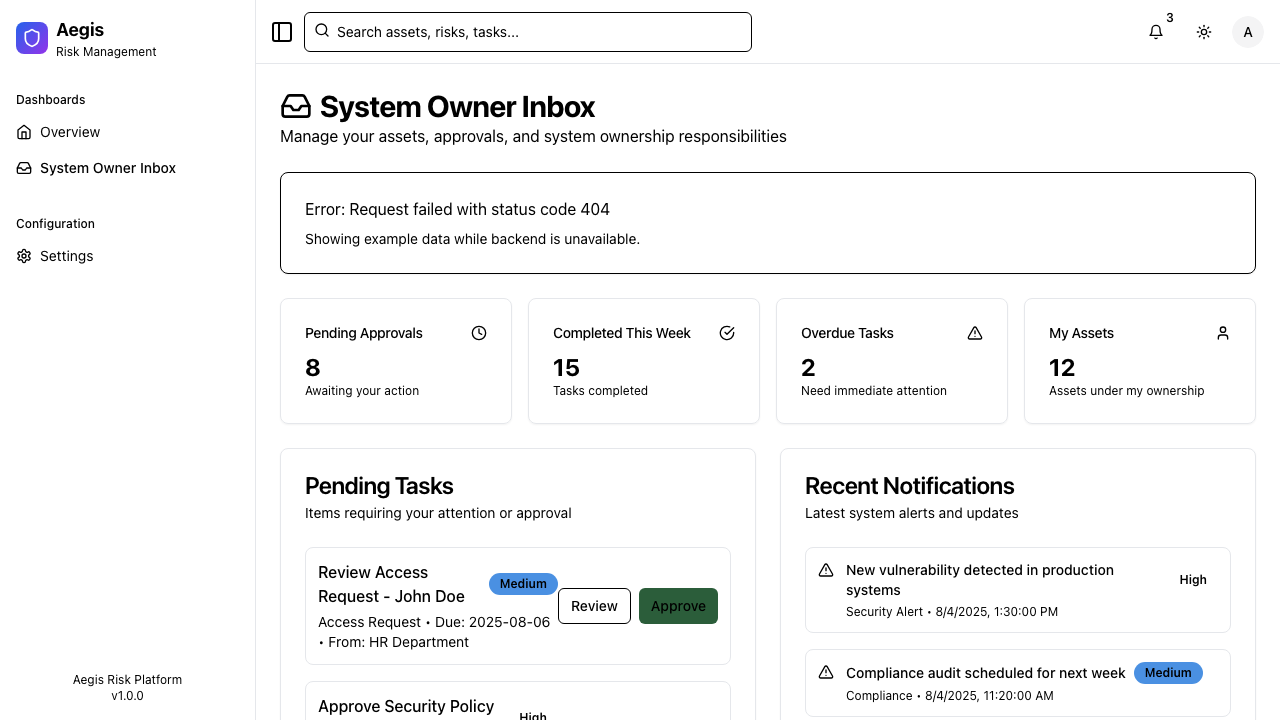 Aegis
Risk Management
Dashboards
Overview
System Owner Inbox
Configuration
Settings
Aegis Risk Platform
v1.0.0
Search assets, risks, tasks...
3
A
System Owner Inbox
Manage your assets, approvals, and system ownership responsibilities
Error: Request failed with status code 404
Showing example data while backend is unavailable.
Pending Approvals
8
Awaiting your action
Completed This Week
15
Tasks completed
Overdue Tasks
2
Need immediate attention
My Assets
12
Assets under my ownership
Pending Tasks
Items requiring your attention or approval
Review Access
Request - John Doe
Medium
Access Request • Due: 2025-08-06
• From: HR Department
Review
Approve
Approve Security Policy
High
Recent Notifications
Latest system alerts and updates
New vulnerability detected in production
systems
High
Security Alert • 8/4/2025, 1:30:00 PM
Compliance audit scheduled for next week
Medium
Compliance • 8/4/2025, 11:20:00 AM